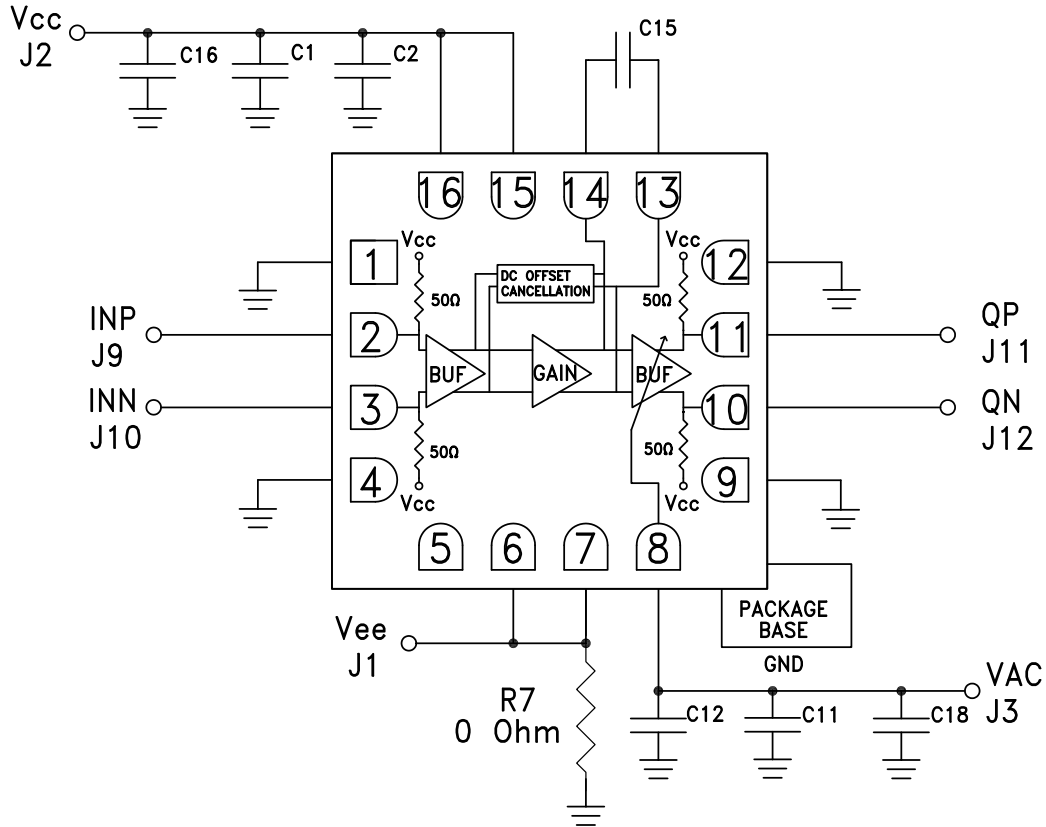 Vcc
J2
C16
C1
C2
C15
16
15
14
13
1
Vcc
50Ω
DC OFFSET
CANCELLATION
50Ω
Vcc
12
INP
J9
2
11
QP
J11
BUF
GAIN
BUF
INN
J10
3
10
QN
J12
50Ω
50Ω
4
Vcc
Vcc
9
5
6
7
8
PACKAGE
BASE
GND
Vee
J1
R7
0 Ohm
C12
C11
C18
VAC
J3